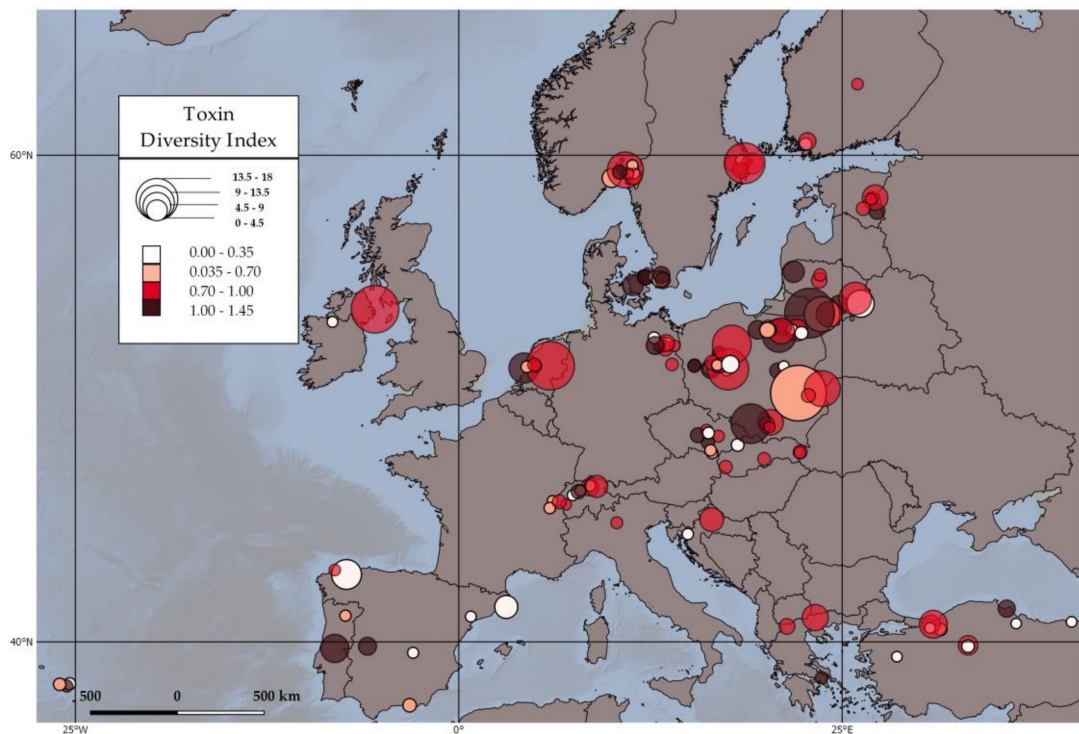 Toxin
Diversity Index
13.5 - 18
9 - 13.5
4.5 - 9
0 - 4.5
0.00 - 0.35
0.035 - 0.70
0.70 - 1.00
1.00 - 1.45
60°N
40°N
500 0 500 km
25°W 0° 25°E